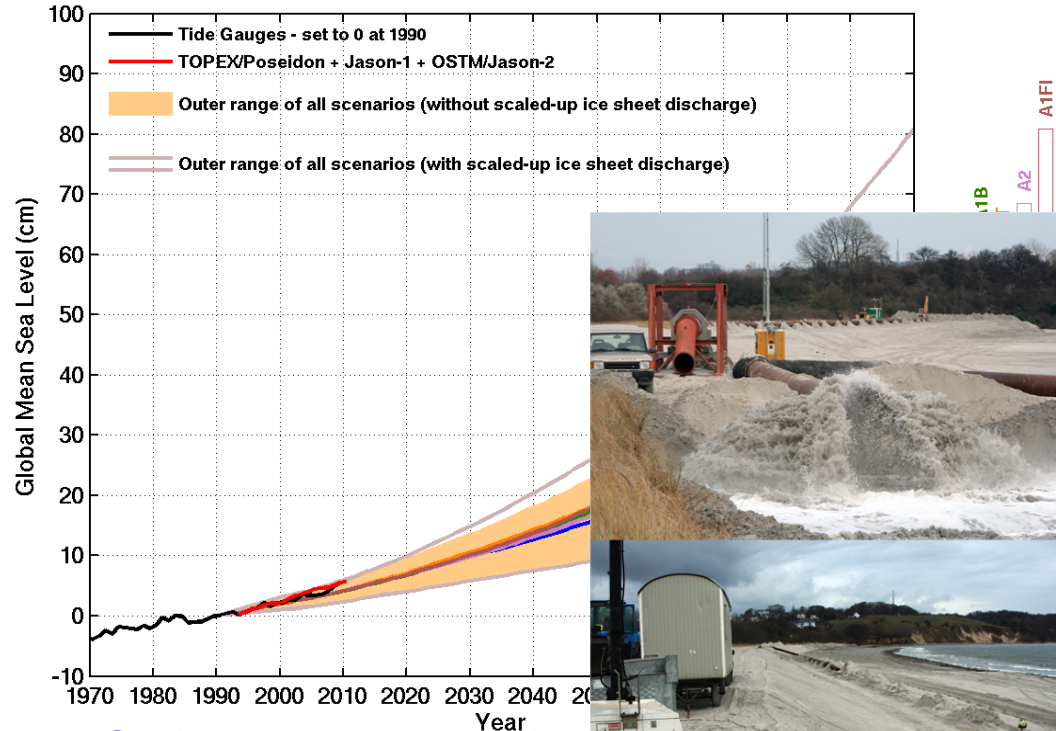 100
90
80
70
60
50
40
30
20
10
0
-10
Global Mean Sea Level (cm)
Tide Gauges - set to 0 at 1990
TOPEX/Poseidon + Jason-1 + OSTM/Jason-2
Outer range of all scenarios (without scaled-up ice sheet discharge)
Outer range of all scenarios (with scaled-up ice sheet discharge)
A2
A1FI
1970 1980 1990 2000 2010 2020 2030 2040
Year